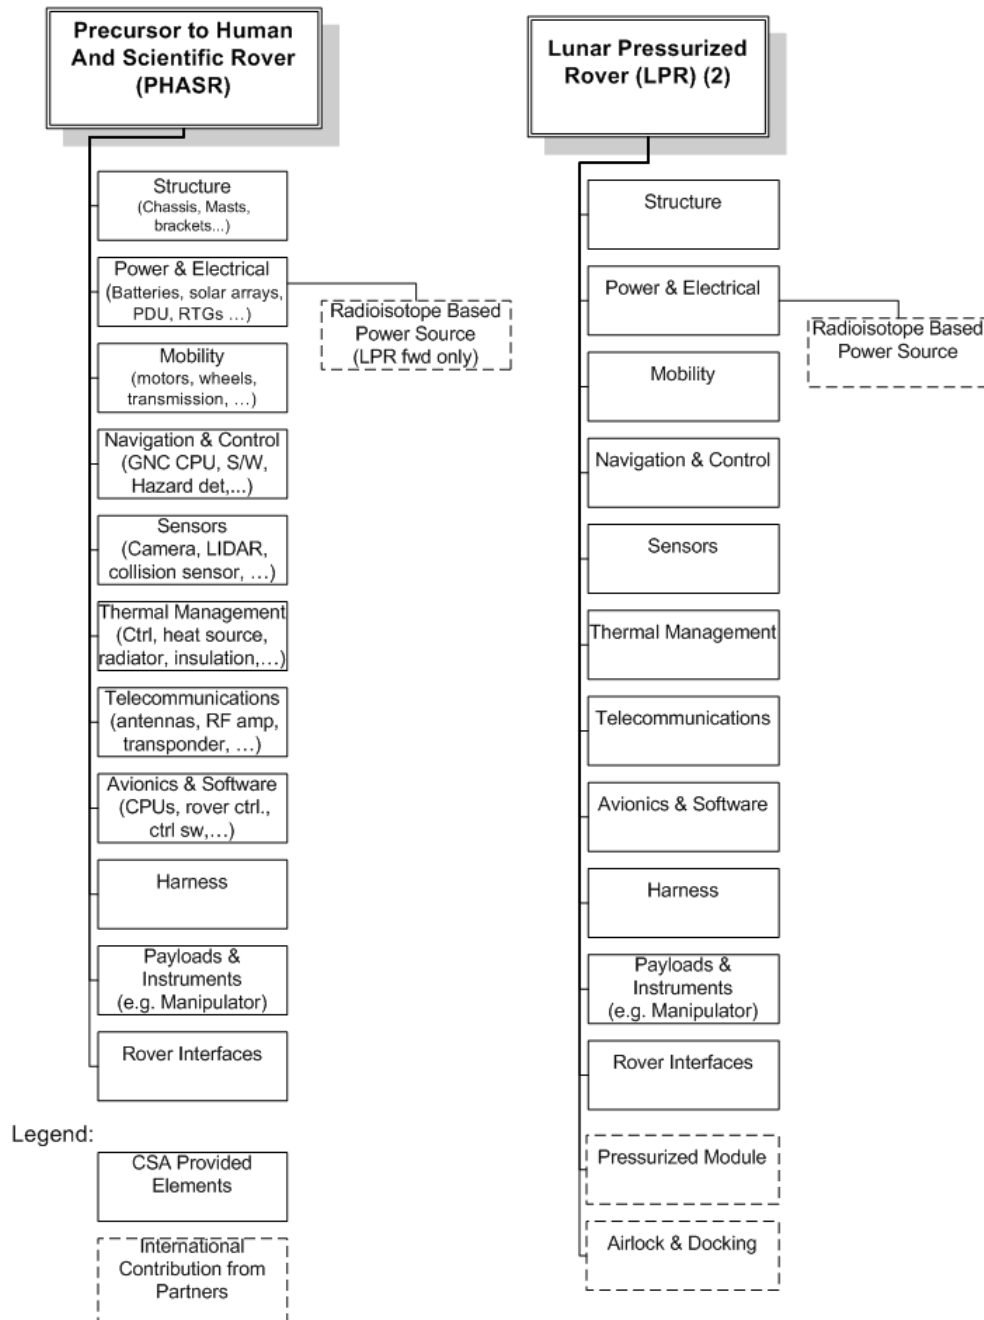 Precursor to Human
And Scientific Rover
(PHASR)
Structure
(Chassis, Masts,
brackets...)
Power & Electrical
(Batteries, solar arrays,
PDU, RTGs ...)
Radioisotope Based
Power Source
(LPR fwd only)
Mobility
(motors, wheels,
transmission, ...)
Navigation & Control
(GNC CPU, S/W,
Hazard det,...)
Sensors
(Camera, LIDAR,
collision sensor, ...)
Thermal Management
(Ctrl, heat source,
radiator, insulation,...)
Telecommunications
(antennas, RF amp,
transponder, ...)
Avionics & Software
(CPUs, rover ctrl.,
ctrl sw,...)
Harness
Payloads &
Instruments
(e.g. Manipulator)
Rover Interfaces
Lunar Pressurized
Rover (LPR) (2)
Structure
Power & Electrical
Radioisotope Based
Power Source
Mobility
Navigation & Control
Sensors
Thermal Management
Telecommunications
Avionics & Software
Harness
Payloads &
Instruments
(e.g. Manipulator)
Rover Interfaces
Pressurized Module
Airlock & Docking
Legend:
CSA Provided
Elements
International
Contribution from
Partners